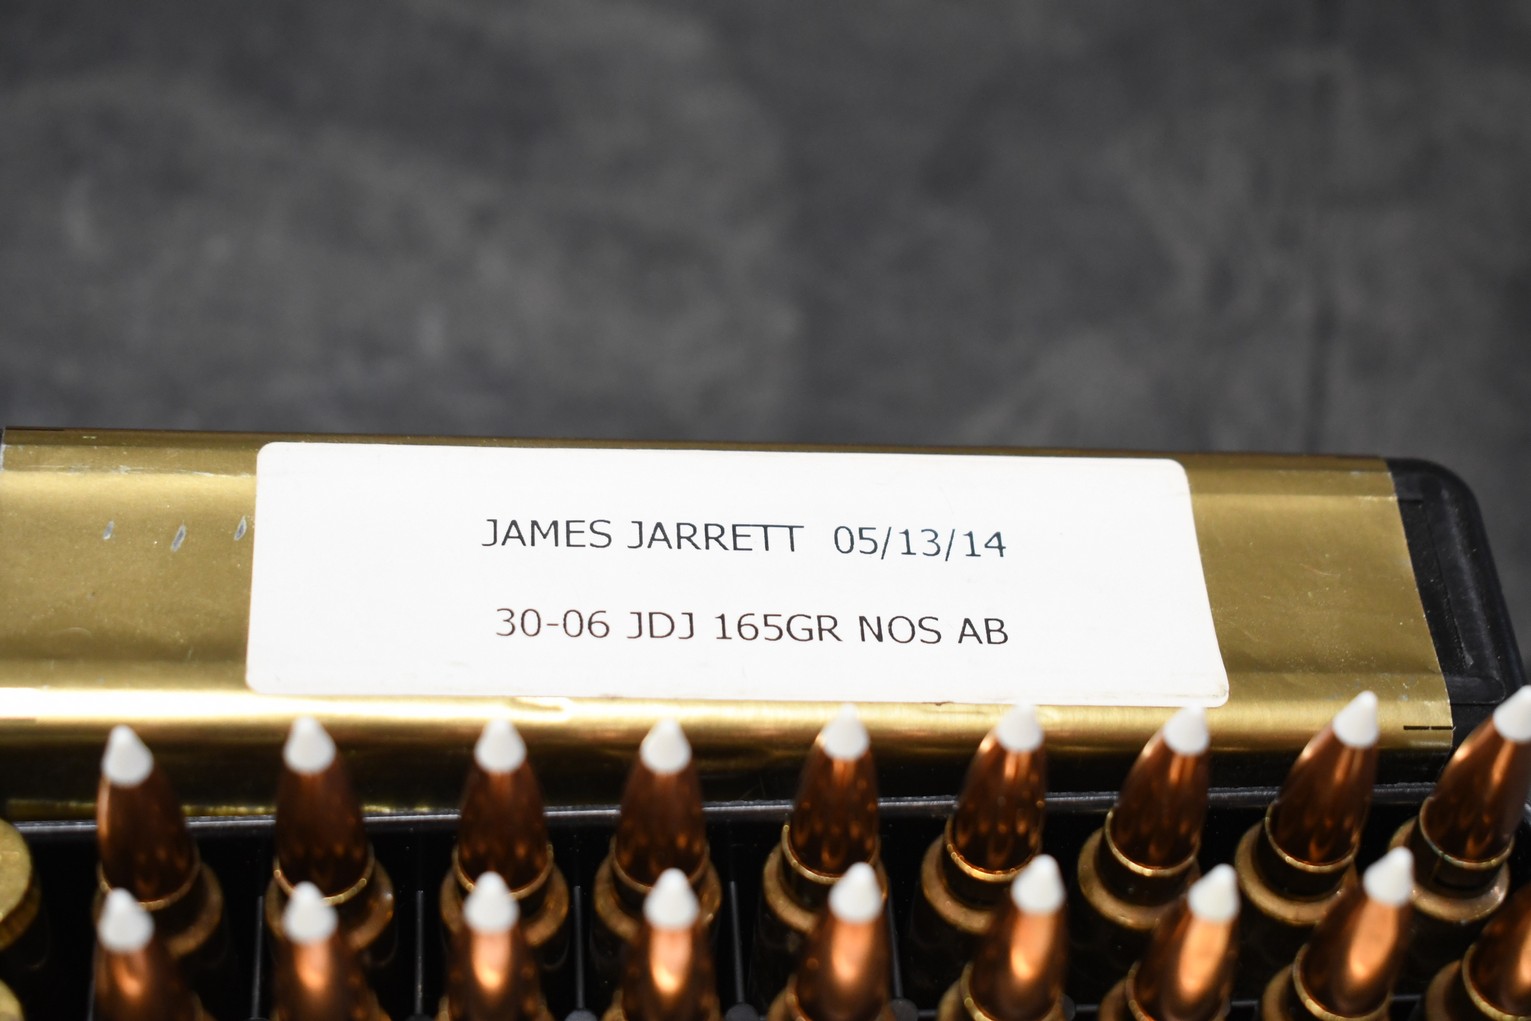 JAMES JARRETT 05/13/14
30-06 JDJ 165GR NOS AB